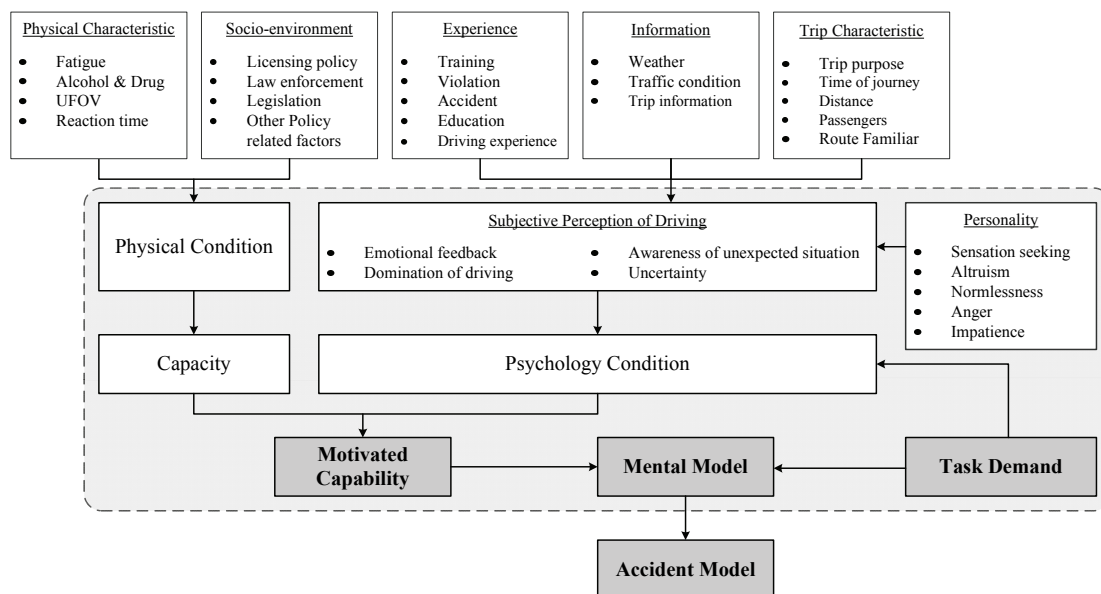 Physical Characteristic
• Fatigue
• Alcohol & Drug
• UFOV
• Reaction time
Socio-environment
• Licensing policy
• Law enforcement
• Legislation
• Other Policy
related factors
Experience
• Training
• Violation
• Accident
• Education
• Driving experience
Information
• Weather
• Traffic condition
• Trip information
Trip Characteristic
• Trip purpose
• Time of journey
• Distance
• Passengers
• Route Familiar
Physical Condition
Subjective Perception of Driving
• Emotional feedback
• Domination of driving
• Awareness of unexpected situation
• Uncertainty
Personality
• Sensation seeking
• Altruism
• Normlessness
• Anger
• Impatience
Capacity
Psychology Condition
Motivated
Capability
Mental Model
Task Demand
Accident Model